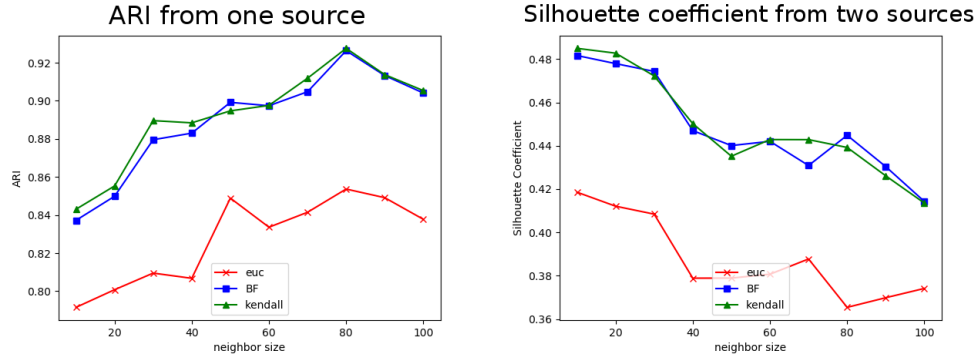 ARI from one source
Silhouette coefficient from two sources
0.92
0.90
0.88
0.86
0.84
0.82
0.80
ARI
20
40
60
80
100
neighbor size
euc
BF
kendall
0.48
0.46
0.44
0.42
0.40
0.38
0.36
Silhouette Coefficient
20
40
60
80
100
neighbor size
euc
BF
kendall